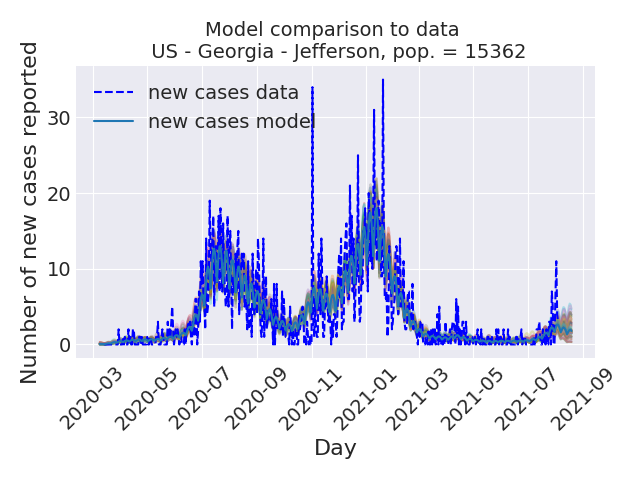 Model comparison to data
US - Georgia - Jefferson, pop. = 15362
Number of new cases reported
30
20
10
0
new cases data
new cases model
2020-03
2020-05
2020-07
2020-09
2020-11
2021-01
2021-03
2021-05
2021-07
2021-09
Day